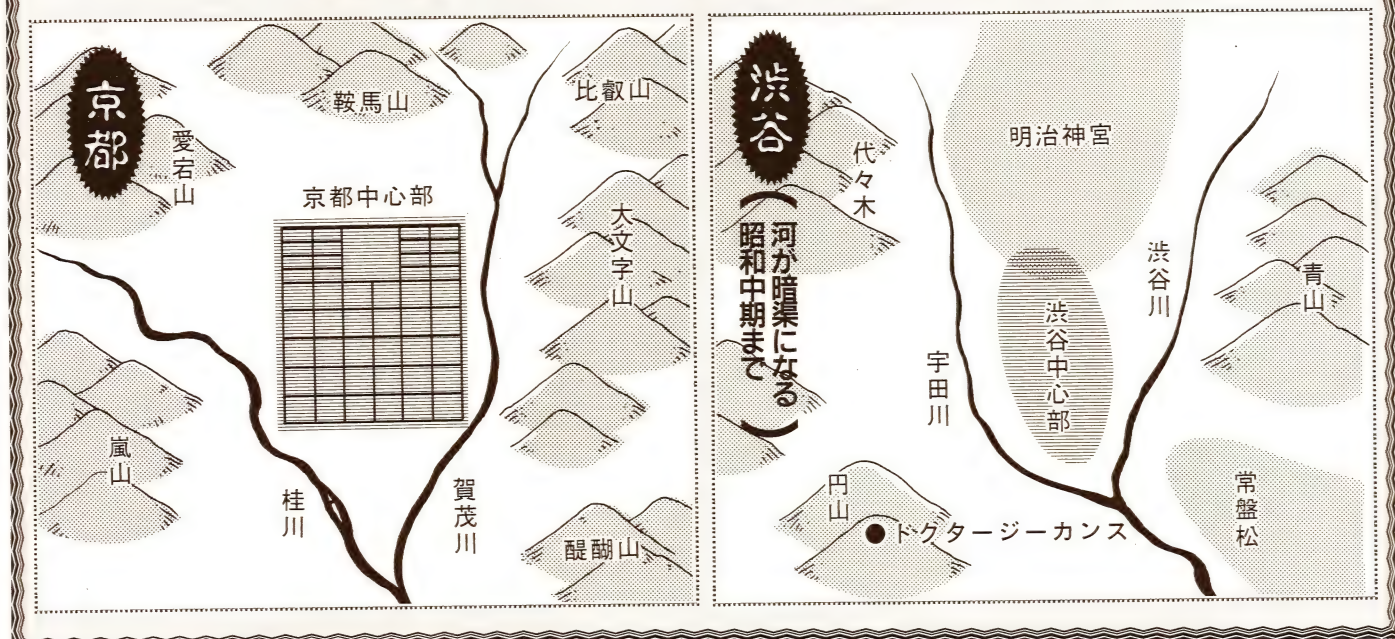 京都
愛宕山
鞍馬山
比叡山
京都中心部
大文字山
嵐山
桂川
賀茂川
醍醐山
渋谷
(河が暗渠になる
昭和中期まで)
代々木
明治神宮
渋谷川
青山
渋谷中心部
宇田川
円山
ドクタージーカンス
常盤松